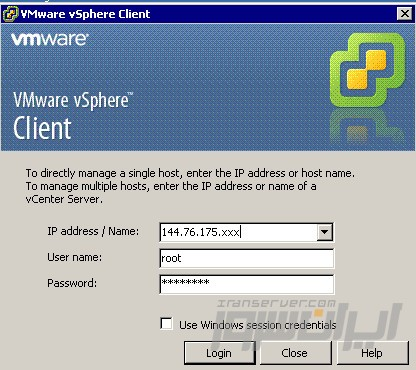 VMware vSphere Client
vmware®
VMware vSphere™
Client
To directly manage a single host, enter the IP address or host name.
To manage multiple hosts, enter the IP address or name of a
vCenter Server.
IP address / Name:
144.76.175.xxx
User name:
root
Password:
********
iranserver.com
ایران سرور
Use Windows session credentials
Login
Close
Help